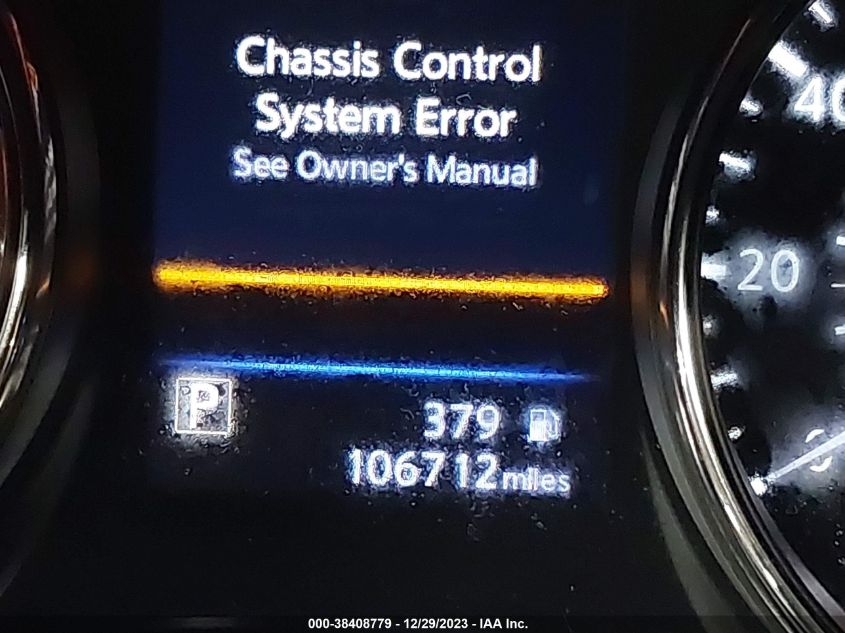 Chassis Control
System Error
See Owner's Manual
40
20
0
P
379
106712 miles
000-38408779 - 12/29/2023 - IAA Inc.